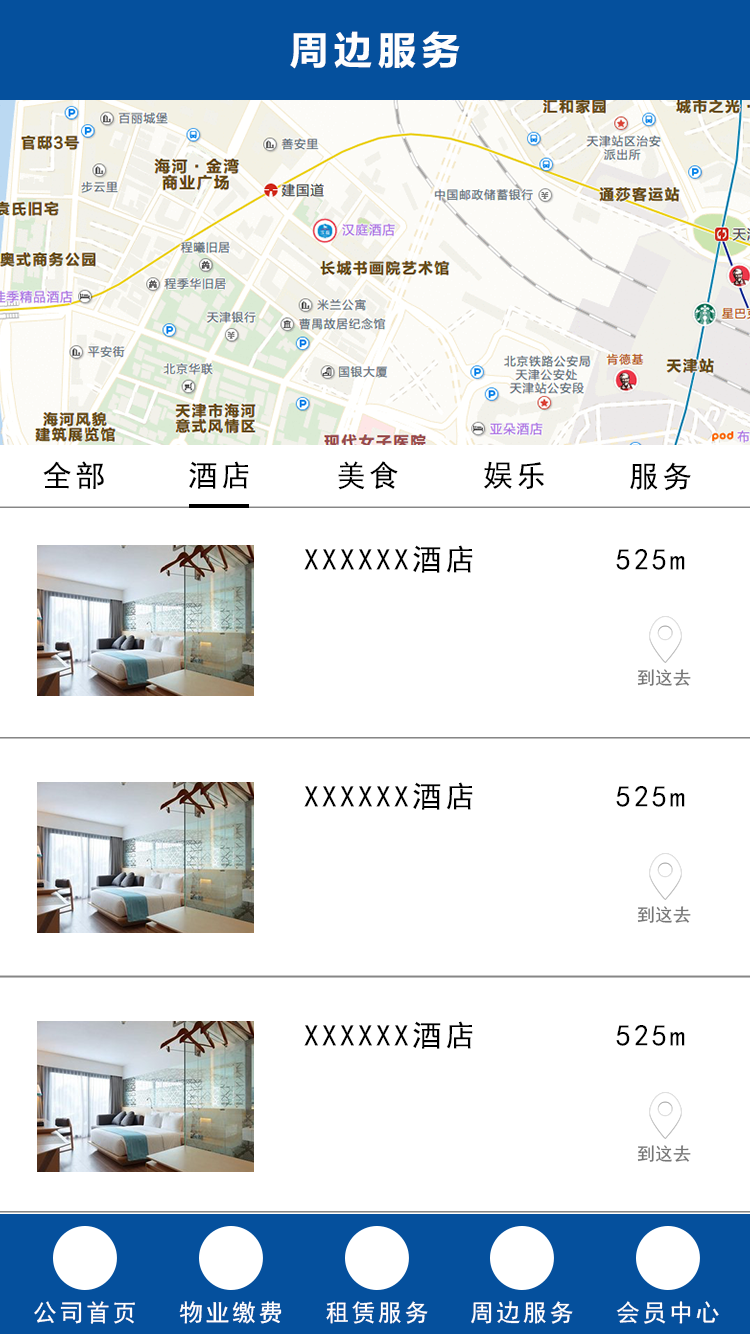 周边服务
汇和家园
城市之光
百丽城堡
官邸3号
善安里
天津站区治安
派出所
海河·金湾
商业广场
步云里
建国道
中国邮政储蓄银行
通莎客运站
袁氏旧宅
汉庭酒店
程曦旧居
奥式商务公园
长城书画院艺术馆
程季华旧居
佳季精品酒店
米兰公寓
星巴克
天津银行
曹禺故居纪念馆
平安街
北京铁路公安局
天津公安处
天津站公安段
肯德基
天津站
北京华联
国银大厦
海河风貌
建筑展览馆
天津市海河
意式风情区
亚朵酒店
现代女子医院
pod 布
全部
酒店
美食
娱乐
服务
XXXXXX酒店
525m
到这去
XXXXXX酒店
525m
到这去
XXXXXX酒店
525m
到这去
公司首页
物业缴费
租赁服务
周边服务
会员中心